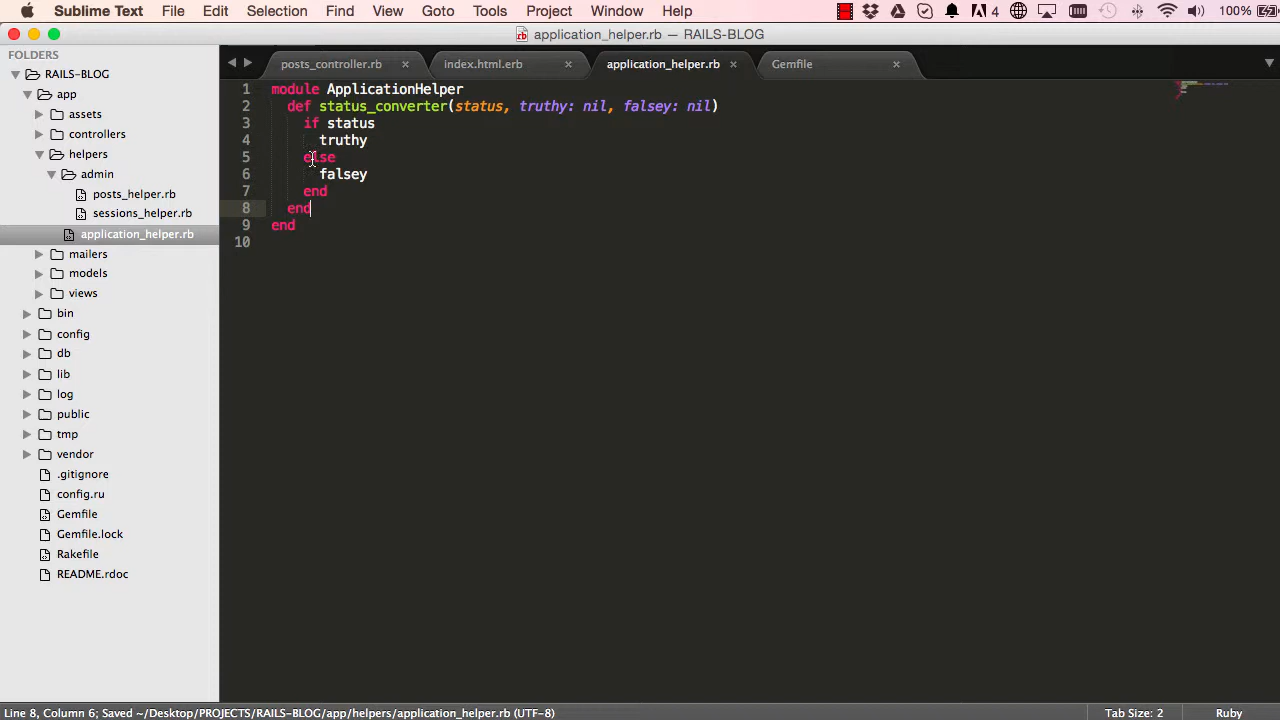 Sublime Text File Edit Selection Find View Goto Tools Project Window Help 4 100%
application_helper.rb — RAILS-BLOG
FOLDERS
RAILS-BLOG
app
assets
controllers
helpers
admin
posts_helper.rb
sessions_helper.rb
application_helper.rb
mailers
models
views
bin
config
db
lib
log
public
tmp
vendor
.gitignore
config.ru
Gemfile
Gemfile.lock
Rakefile
README.rdoc
posts_controller.rb index.html.erb application_helper.rb Gemfile
1 module ApplicationHelper
2 def status_converter(status, truthy: nil, falsey: nil)
3 if status
4 truthy
5 else
6 falsey
7 end
8 end
9 end
10
Line 8, Column 6; Saved ~/Desktop/PROJECTS/RAILS-BLOG/app/helpers/application_helper.rb (UTF-8) Tab Size: 2 Ruby